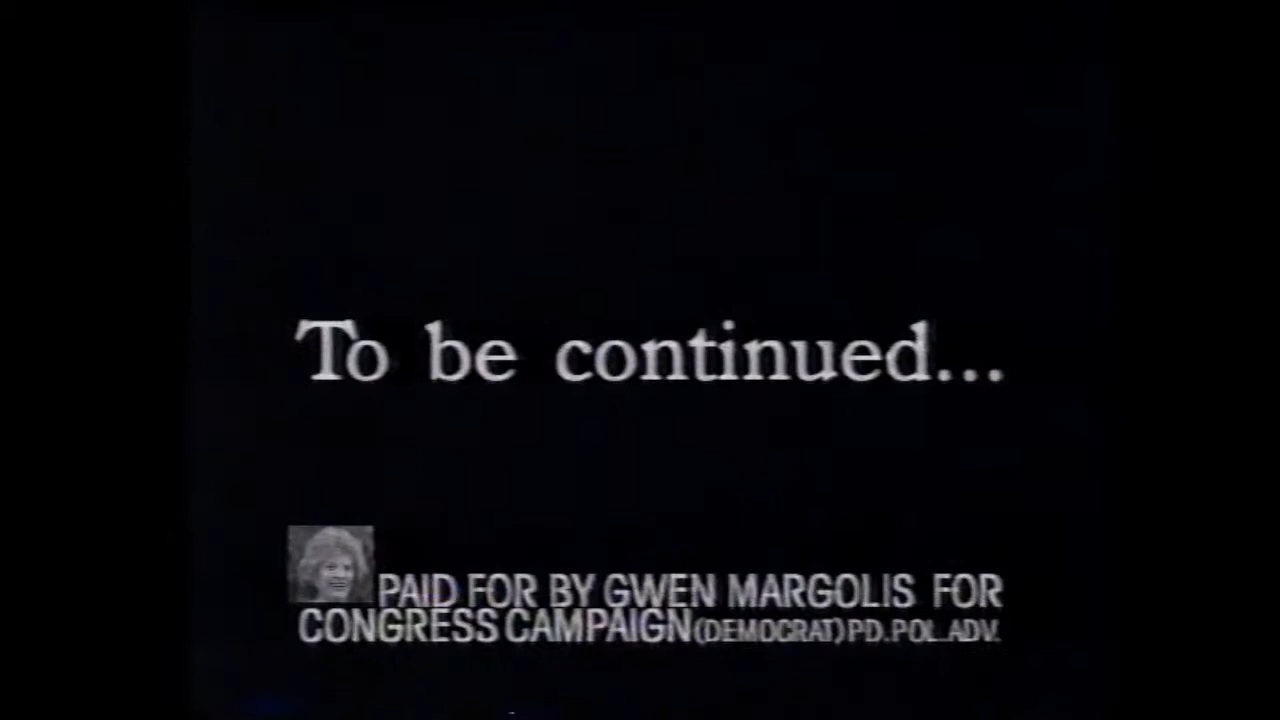 To be continued...
PAID FOR BY GWEN MARGOLIS FOR
CONGRESS CAMPAIGN (DEMOCRAT) PD. POL. ADV.